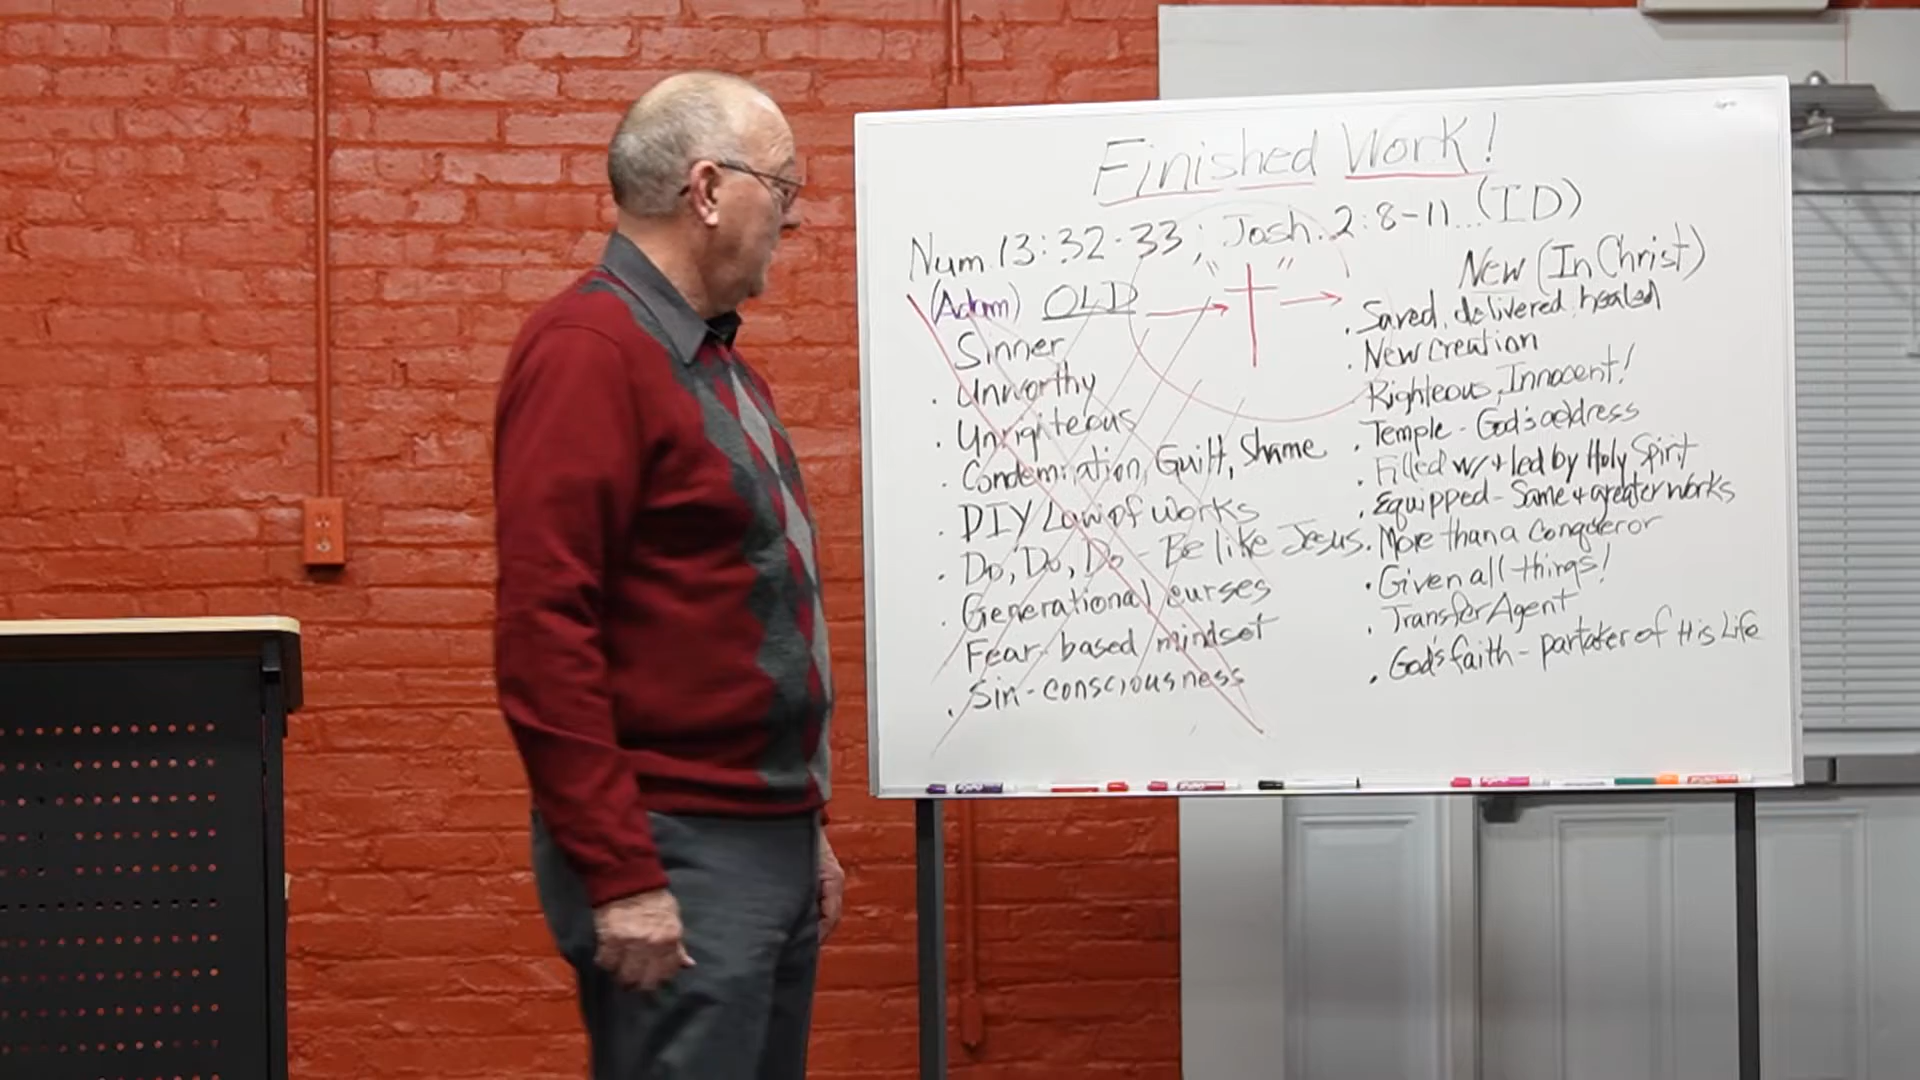 Finished Work!
Num. 13:32-33; Josh. 2:8-11... (ID)
(Adam) OLD
" "
Sinner
. Unworthy
. Unrigiteous
. Condemiation, Guilt, Shame
. DIY Law of Works
. Do, Do, Do - Be like Jesus
. Generational curses
Fear-based mindset
. Sin-consciousness
New (In Christ)
. Saved, delivered, healed
. New Creation
Righteous, Innocent!
. Temple - God's address
. Filled w/ + led by Holy Spirit
. Equipped - Same + greater works
. More than a Conqueror
. Given all things!
. Transfer Agent
. God's faith - partaker of His Life